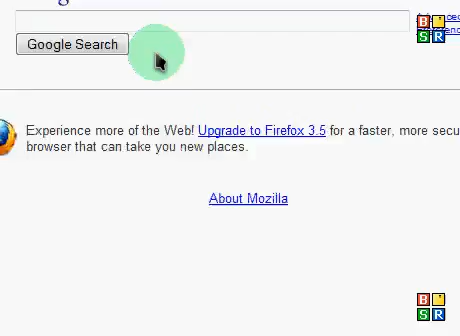 Google Search
B
S R
Experience more of the Web! Upgrade to Firefox 3.5 for a faster, more secu
browser that can take you new places.
About Mozilla
B
S R